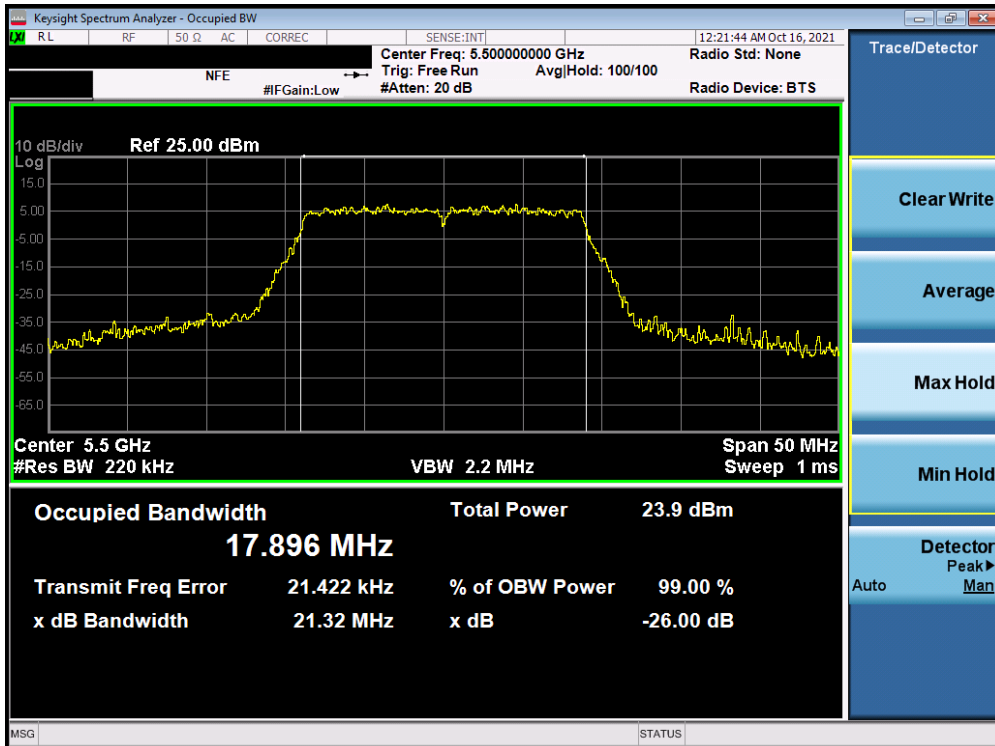 Keysight Spectrum Analyzer - Occupied BW
LXI RL RF 50 Ω AC CORREC SENSE:INT 12:21:44 AM Oct 16, 2021
Center Freq: 5.500000000 GHz Radio Std: None
NFE Trig: Free Run Avg|Hold: 100/100
#IFGain:Low #Atten: 20 dB Radio Device: BTS
Trace/Detector
10 dB/div Ref 25.00 dBm
Log
15.0
5.00
-5.00
-15.0
-25.0
-35.0
-45.0
-55.0
-65.0
Center 5.5 GHz Span 50 MHz
#Res BW 220 kHz VBW 2.2 MHz Sweep 1 ms
Occupied Bandwidth Total Power 23.9 dBm
17.896 MHz
Transmit Freq Error 21.422 kHz % of OBW Power 99.00 %
x dB Bandwidth 21.32 MHz x dB -26.00 dB
Clear Write
Average
Max Hold
Min Hold
Detector
Peak▶
Auto Man
MSG STATUS